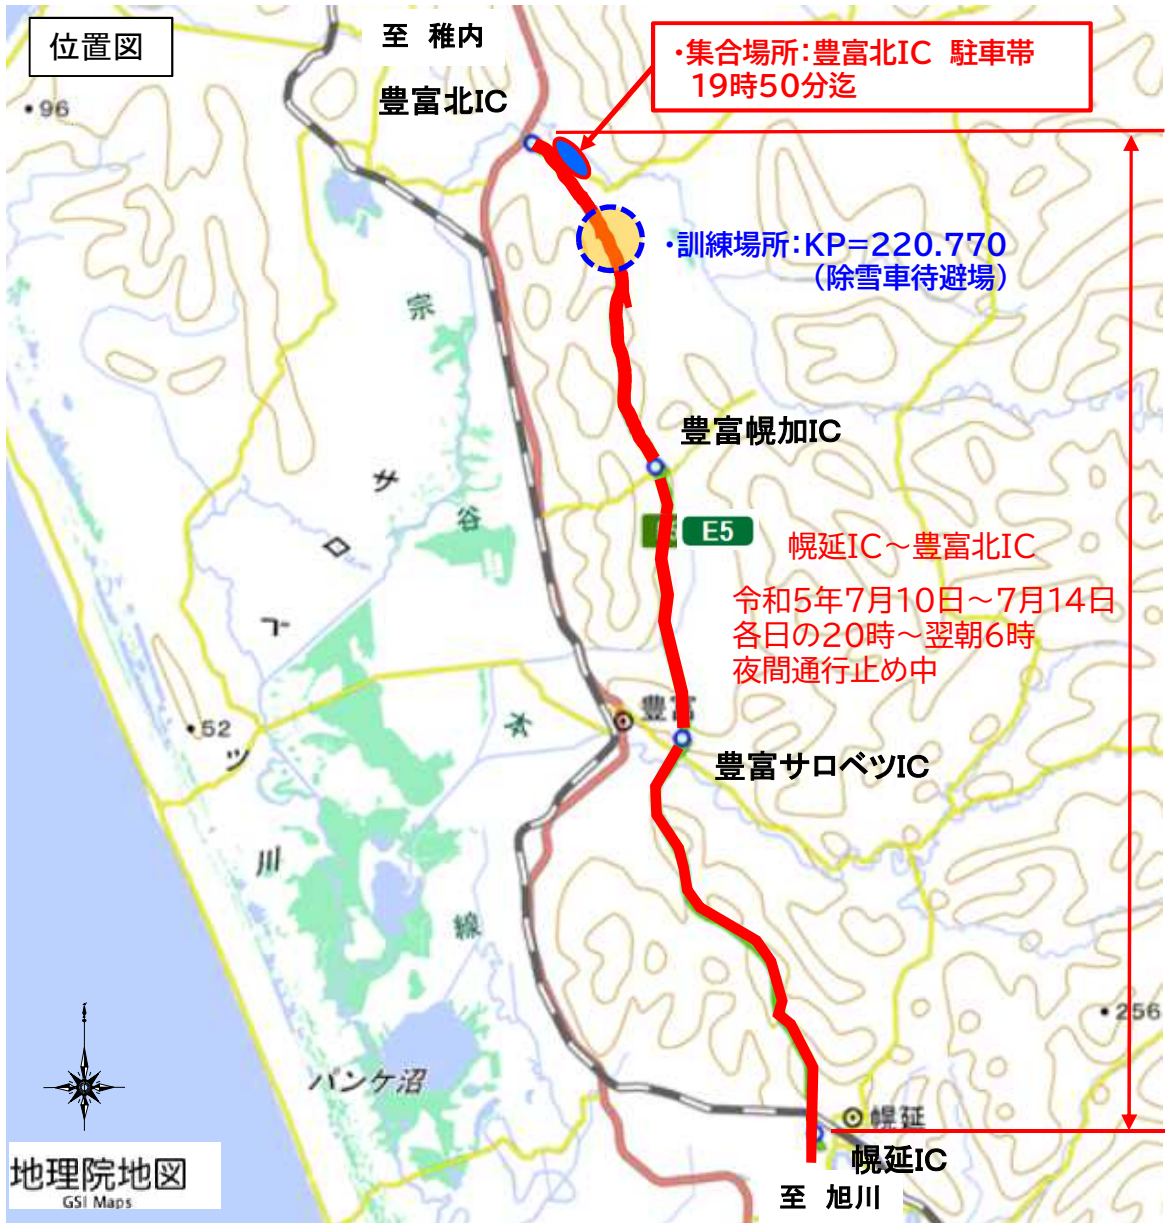 位置図
至 稚内
・集合場所：豊富北IC 駐車帯
19時50分迄
豊富北IC
96
・訓練場所：KP=220.770
（除雪車待避場）
宗
谷
本
線
サ
ロ
ベ
ツ
川
豊富幌加IC
E5
幌延IC～豊富北IC
令和5年7月10日～7月14日
各日の20時～翌朝6時
夜間通行止め中
52
豊富
豊富サロベツIC
256
パンケ沼
幌延
幌延IC
至 旭川
地理院地図
GSI Maps